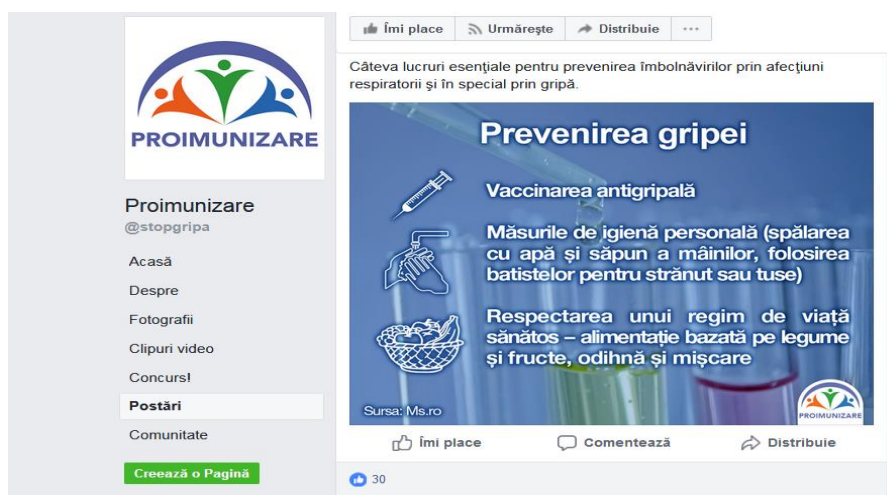 PROIMUNIZARE
Proimunizare
@stopgripa
Acasă
Despre
Fotografii
Clipuri video
Concurs!
Postări
Comunitate
Creează o Pagină
Îmi place
Urmărește
Distribuie
Câteva lucruri esențiale pentru prevenirea îmbolnăvirilor prin afecțiuni
respiratorii și în special prin gripă.
Prevenirea gripei
Vaccinarea antigripală
Măsurile de igienă personală (spălarea
cu apă și săpun a mâinilor, folosirea
batistelor pentru strănut sau tuse)
Respectarea unui regim de viață
sănătos – alimentație bazată pe legume
și fructe, odihnă și mișcare
Sursa: Ms.ro
PROIMUNIZARE
Îmi place
Comentează
Distribuie
30